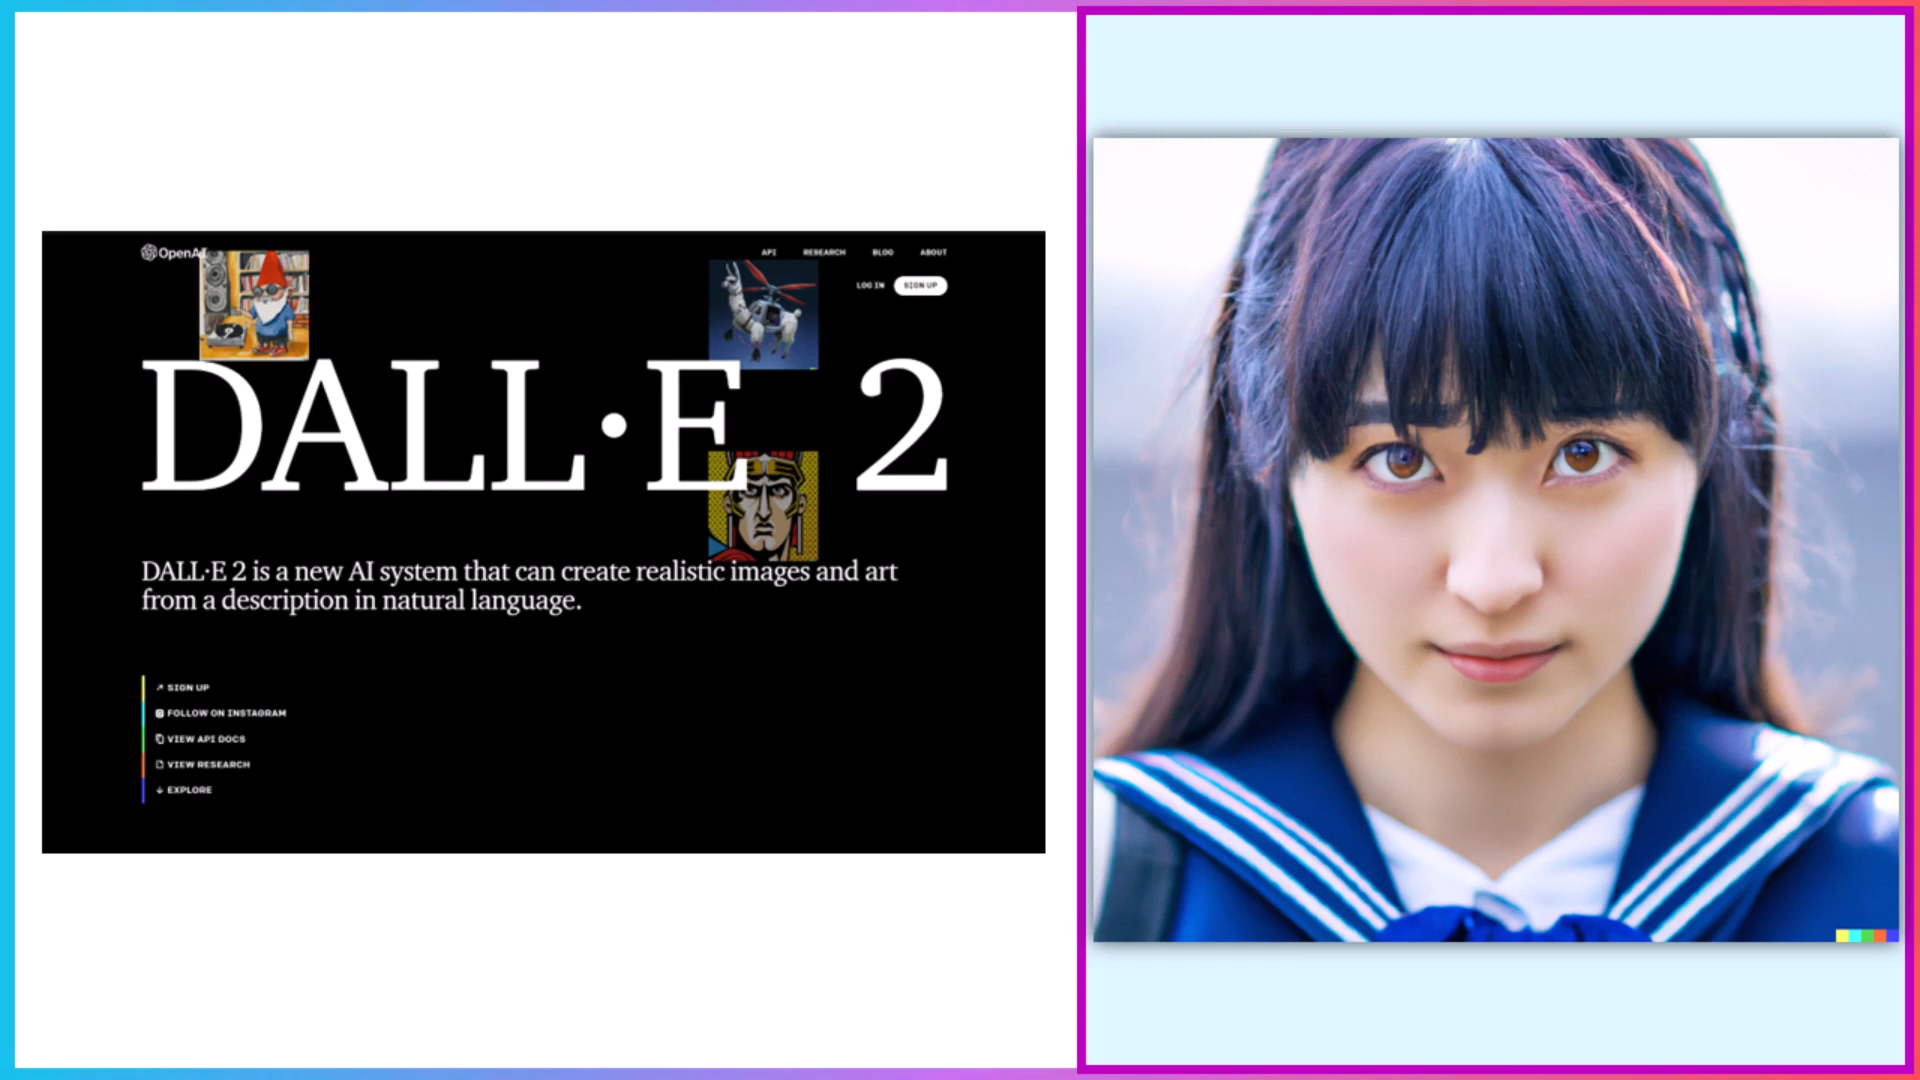 OpenAI
API RESEARCH BLOG ABOUT
LOG IN SIGN UP
DALL·E 2
DALL·E 2 is a new AI system that can create realistic images and art
from a description in natural language.
↗ SIGN UP
FOLLOW ON INSTAGRAM
VIEW API DOCS
VIEW RESEARCH
↓ EXPLORE